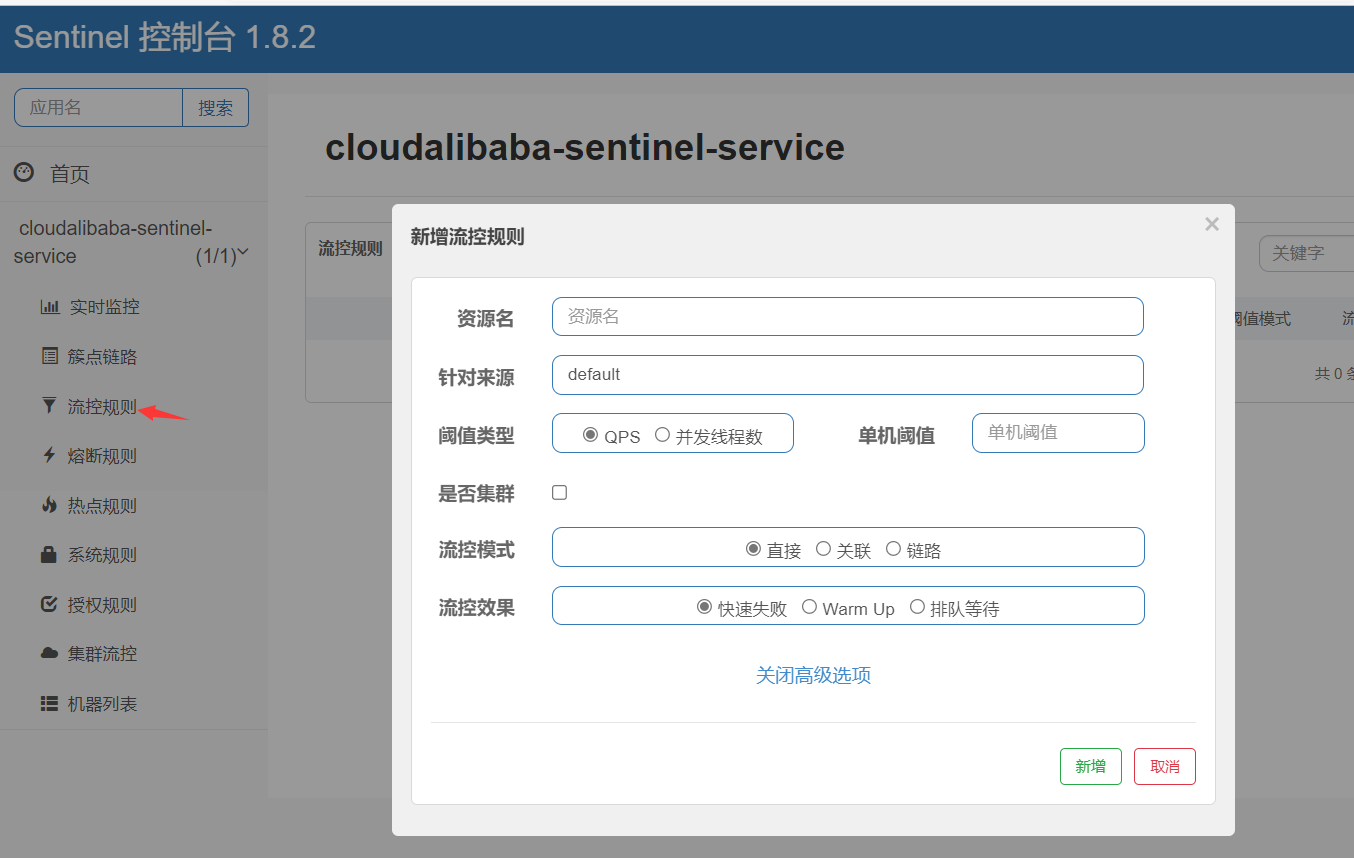 Sentinel 控制台 1.8.2
应用名 搜索
首页
cloudalibaba-sentinel-
service (1/1)
实时监控
簇点链路
流控规则
熔断规则
热点规则
系统规则
授权规则
集群流控
机器列表
cloudalibaba-sentinel-service
流控规则
关键字
阈值模式 流
共 0 条
新增流控规则 ×
资源名 资源名
针对来源 default
阈值类型 QPS 并发线程数 单机阈值 单机阈值
是否集群
流控模式 直接 关联 链路
流控效果 快速失败 Warm Up 排队等待
关闭高级选项
新增 取消